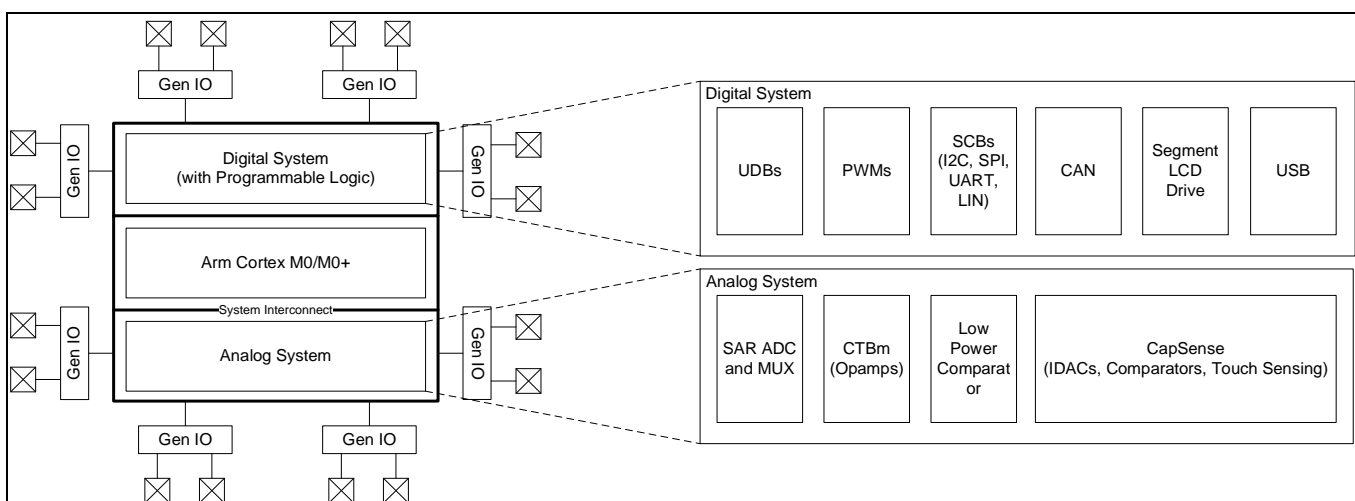 Gen IO
Gen IO
Gen IO
Digital System
(with Programmable Logic)
Gen IO
Arm Cortex M0/M0+
System Interconnect
Gen IO
Analog System
Gen IO
Gen IO
Gen IO
Digital System
UDBs
PWMs
SCBs
(I2C, SPI,
UART,
LIN)
CAN
Segment
LCD
Drive
USB
Analog System
SAR ADC
and MUX
CTBm
(Opamps)
Low
Power
Comparat
or
CapSense
(IDACs, Comparators, Touch Sensing)